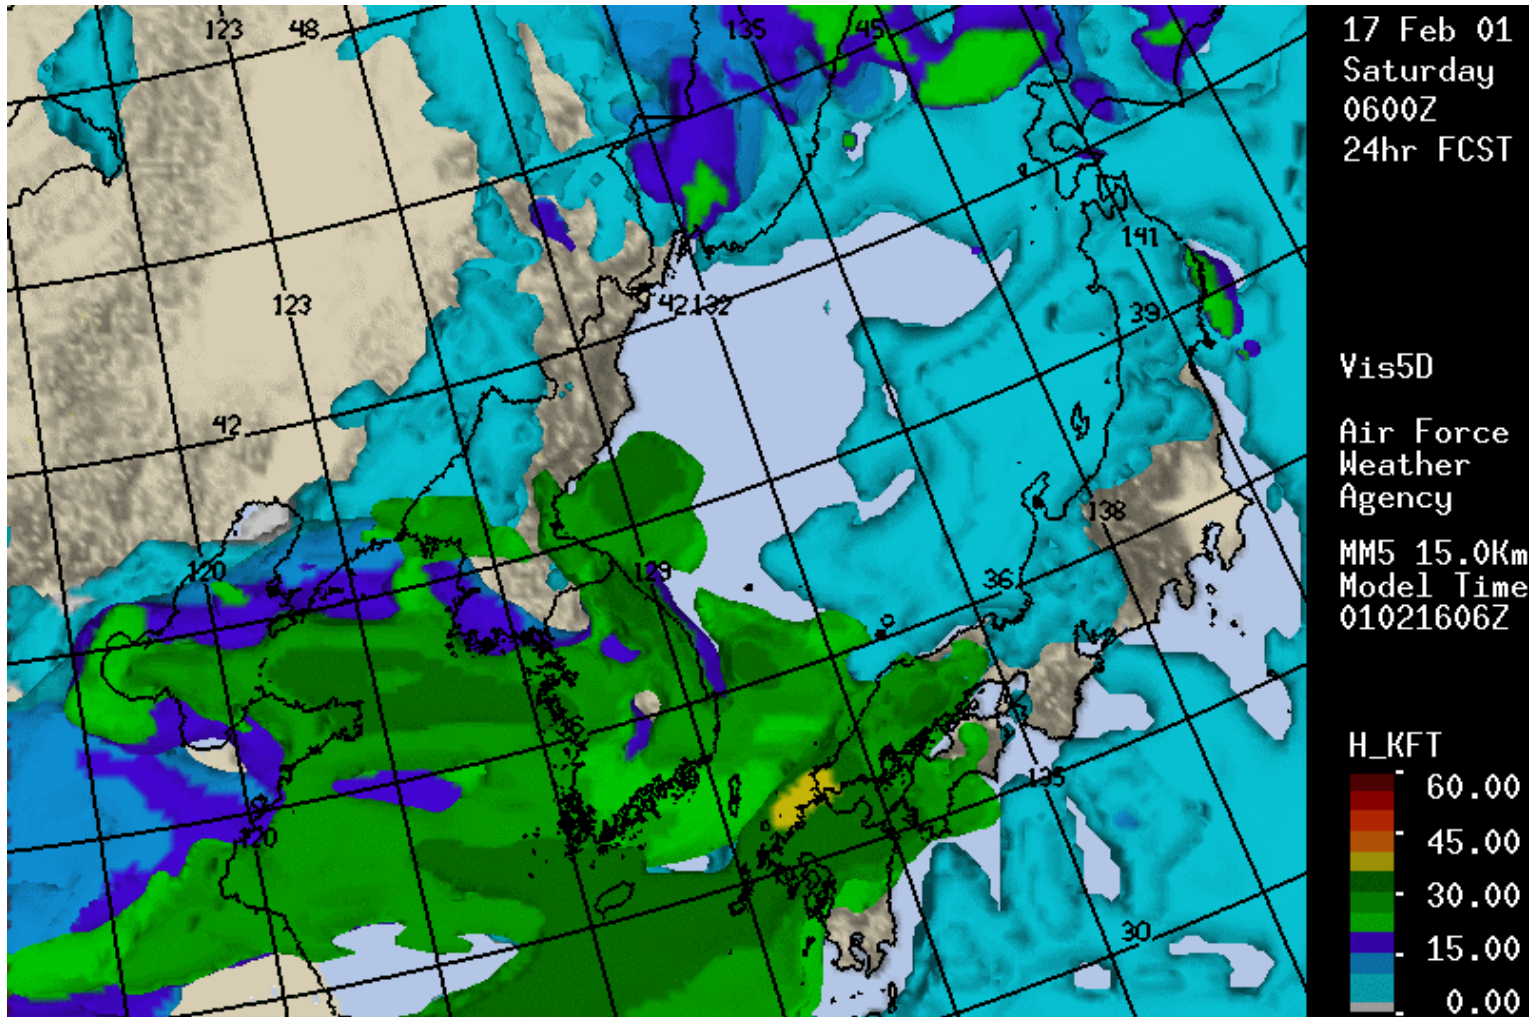 123
48
135
45
17 Feb 01
Saturday
0600Z
24hr FCST
141
123
42
132
39
Vis5D
42
Air Force
Weather
Agency
138
MM5 15.0Km
Model Time
01021606Z
120
129
36
H_KFT
135
60.00
45.00
120
30.00
30
15.00
0.00